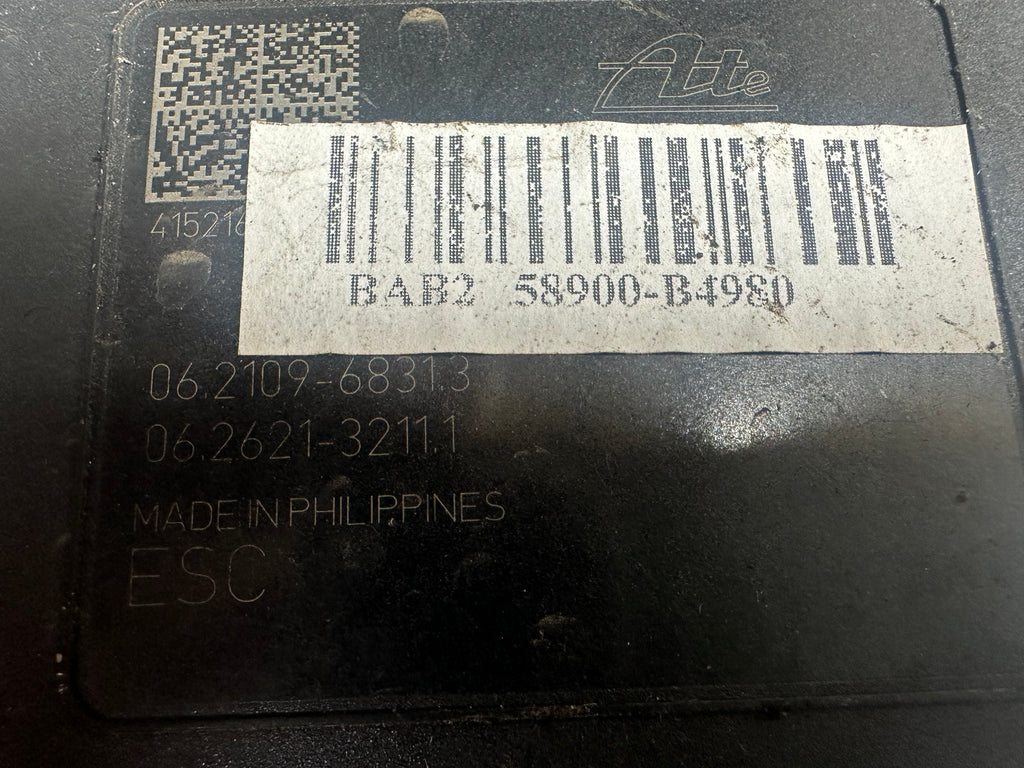 Ate
41521
BAB2 58900-B4980
06.2109-6831.3
06.2621-3211.1
MADE IN PHILIPPINES
ESC